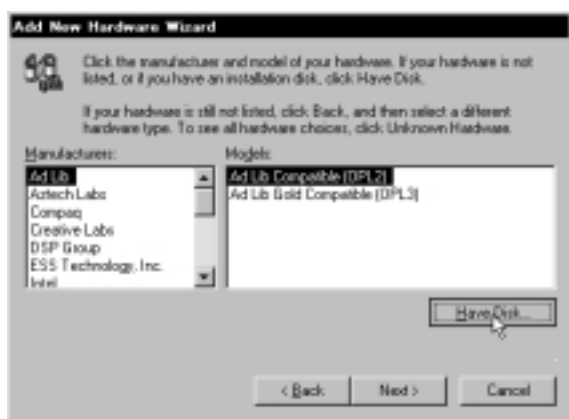 Add New Hardware Wizard
Click the manufacturer and model of your hardware. If your hardware is not
listed, or if you have an installation disk, click Have Disk.
If your hardware is still not listed, click Back, and then select a different
hardware type. To see all hardware choices, click Unknown Hardware.
Manufacturers:
Ad Lib
Aztech Labs
Compaq
Creative Labs
DSP Group
ESS Technology, Inc.
Intel
Models:
Ad Lib Compatible (OPL2)
Ad Lib Gold Compatible (OPL3)
Have Disk...
< Back
Next >
Cancel